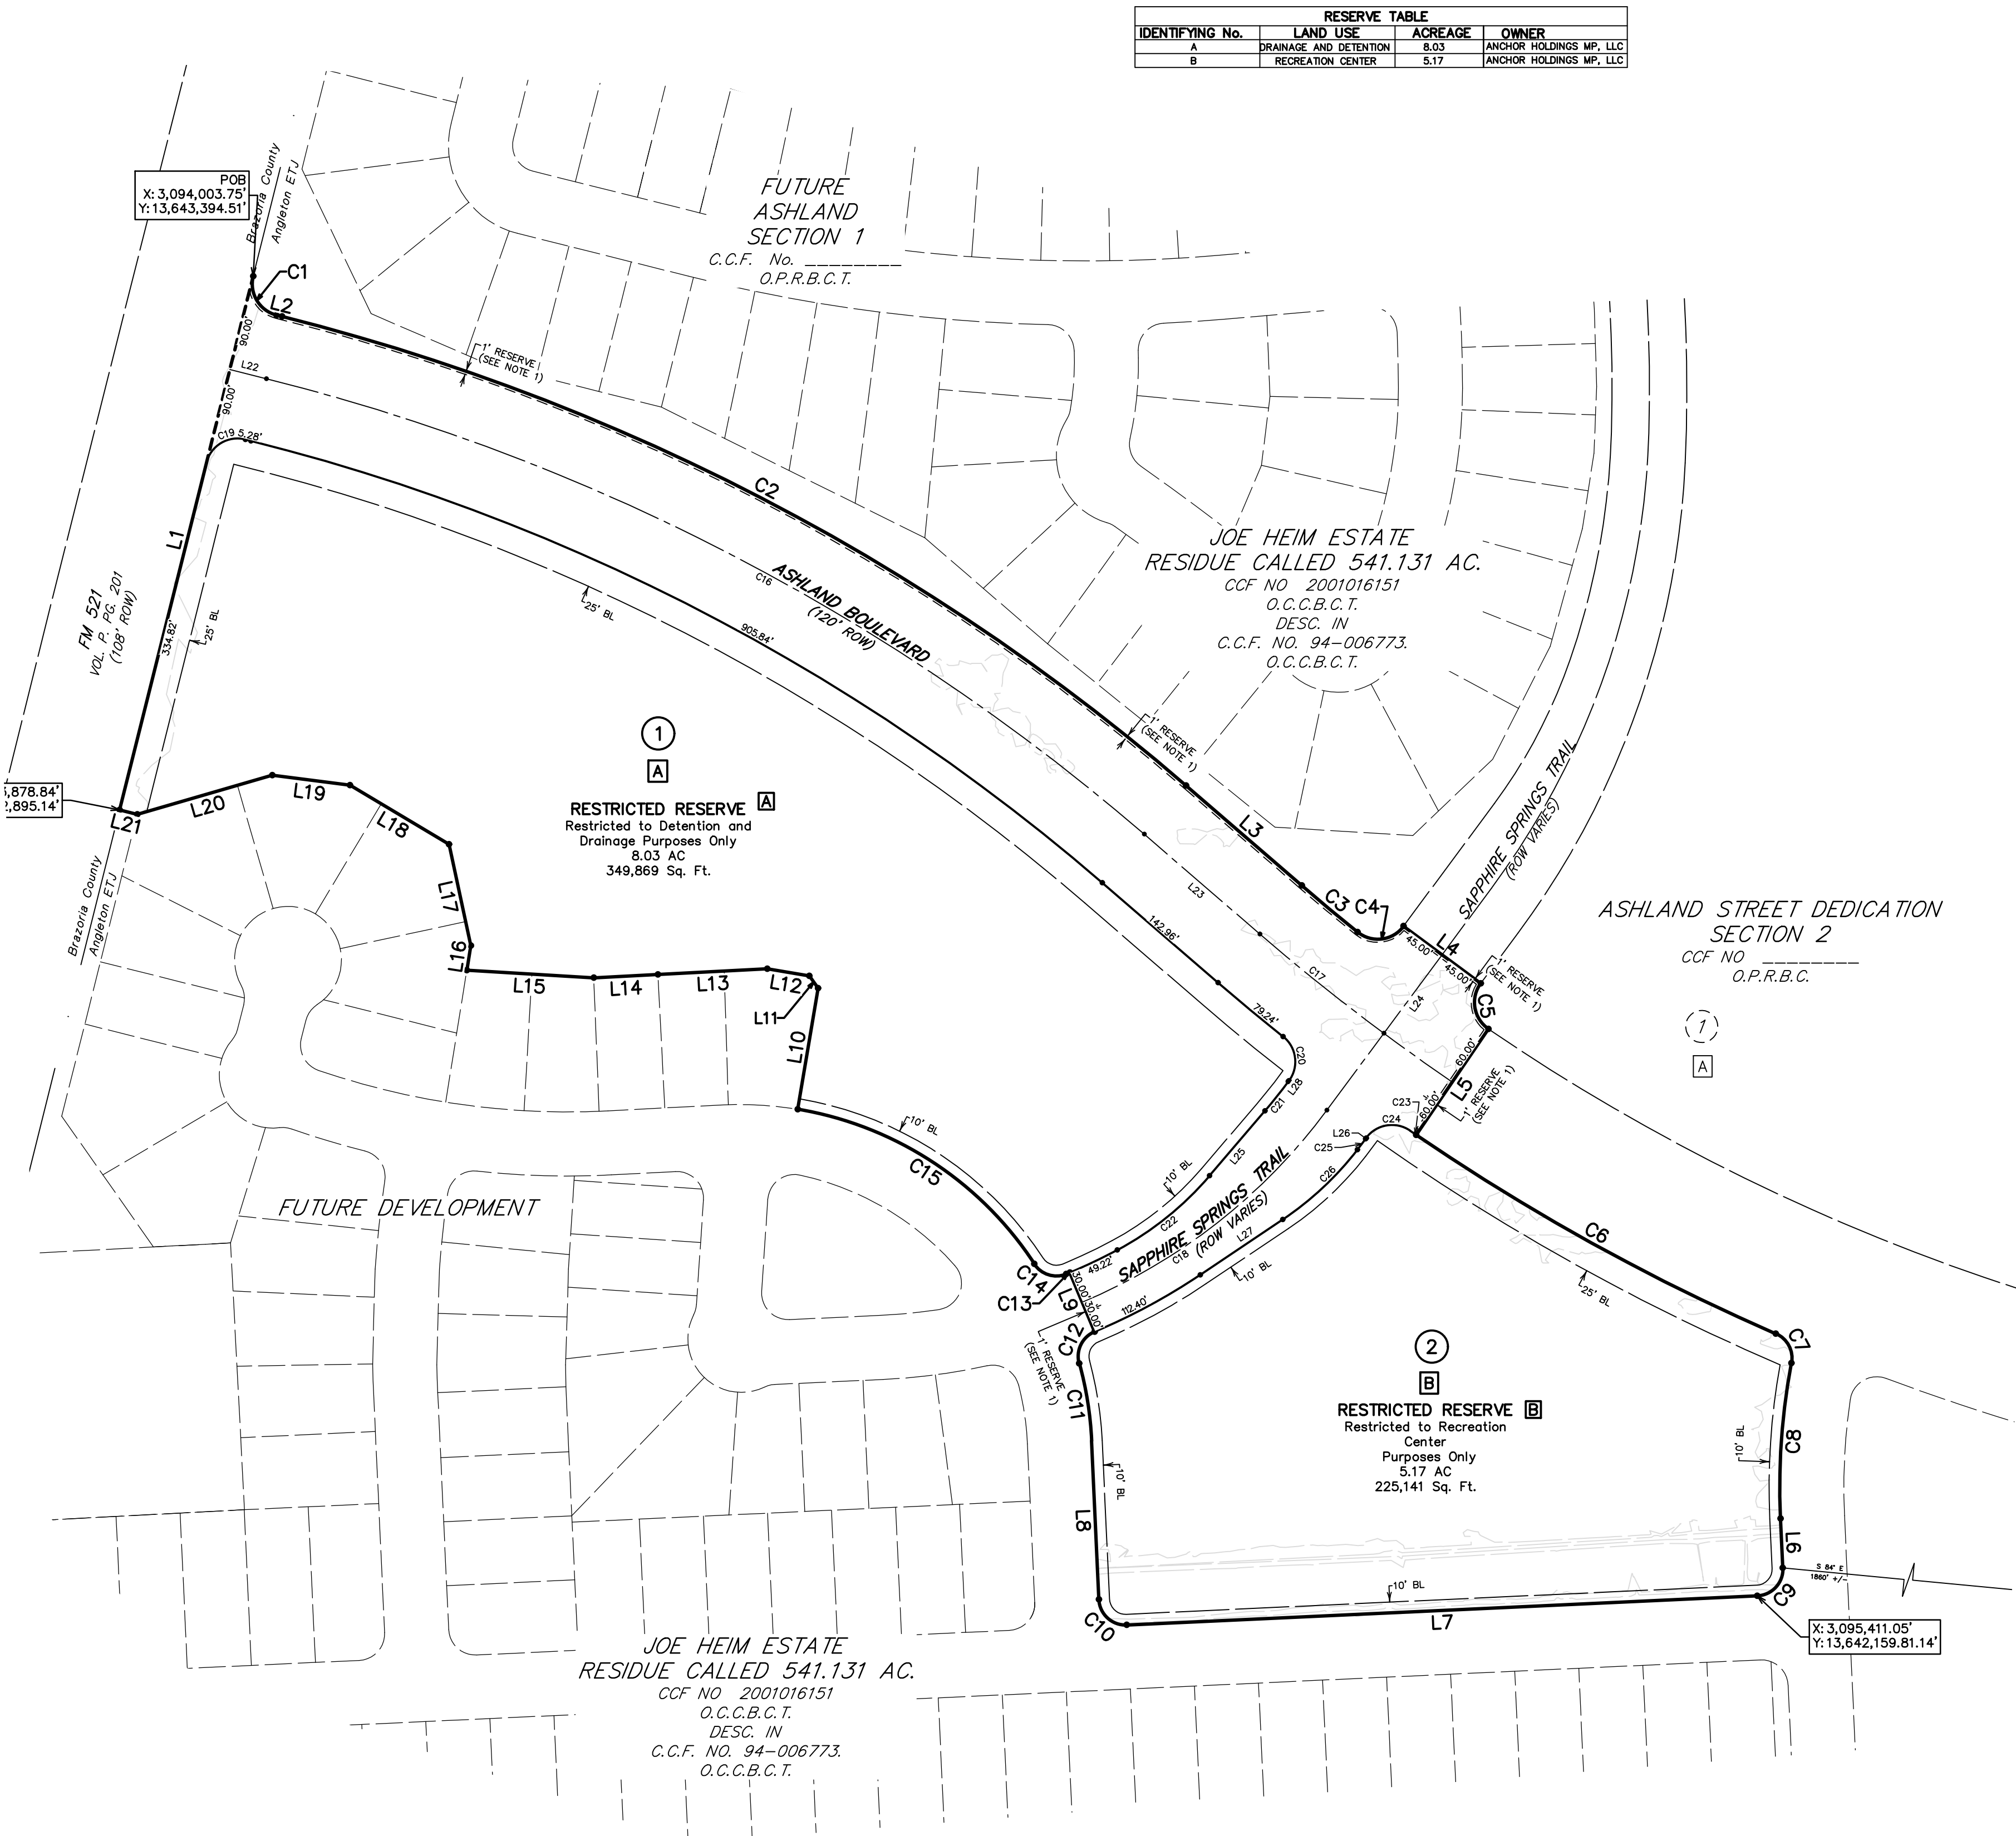 RESERVE TABLE
IDENTIFYING No. LAND USE ACREAGE OWNER
A DRAINAGE AND DETENTION 8.03 ANCHOR HOLDINGS MP, LLC
B RECREATION CENTER 5.17 ANCHOR HOLDINGS MP, LLC
POB
X: 3,094,003.75'
Y: 13,643,394.51'
Brazoria County
Angleton ETJ
FUTURE
ASHLAND
SECTION 1
C.C.F. No. ________
O.P.R.B.C.T.
C1
L2
90.00'
L22
90.00'
1' RESERVE
(SEE NOTE 1)
C19 5.28'
C2
L1
334.82'
25' BL
25' BL
FM 521
VOL. P. PG. 201
(108' ROW)
C16
ASHLAND BOULEVARD
(120' ROW)
905.84'
JOE HEIM ESTATE
RESIDUE CALLED 541.131 AC.
CCF NO 2001016151
O.C.C.B.C.T.
DESC. IN
C.C.F. NO. 94-006773.
O.C.C.B.C.T.
1' RESERVE
(SEE NOTE 1)
1
A
RESTRICTED RESERVE A
Restricted to Detention and
Drainage Purposes Only
8.03 AC
349,869 Sq. Ft.
,878.84'
,895.14'
L21
L20
L19
L18
L17
L16
L15
L14
L13
L12
L11
L10
Brazoria County
Angleton ETJ
L3
L23
C3
C4
45.00'
L4
45.00'
1' RESERVE
(SEE NOTE 1)
SAPPHIRE SPRINGS TRAIL
(ROW VARIES)
ASHLAND STREET DEDICATION
SECTION 2
CCF NO ________
O.P.R.B.C.
1
A
142.96'
C17
L24
C5
79.24'
C20
60.00'
L5
60.00'
1' RESERVE
(SEE NOTE 1)
L28
C21
C23
C24
L26
C25
10' BL
C15
L25
10' BL
C22
C26
SAPPHIRE SPRINGS TRAIL
C18 (ROW VARIES)
L27
10' BL
C6
25' BL
FUTURE DEVELOPMENT
C14
C13
49.22'
30.00'
L9
30.00'
112.40'
C12
1' RESERVE
(SEE NOTE 1)
C11
C7
2
B
RESTRICTED RESERVE B
Restricted to Recreation
Center
Purposes Only
5.17 AC
225,141 Sq. Ft.
10' BL
C8
10' BL
L8
L6
S 84° E
1860' +/-
10' BL
C9
C10
L7
X: 3,095,411.05'
Y: 13,642,159.81.14'
JOE HEIM ESTATE
RESIDUE CALLED 541.131 AC.
CCF NO 2001016151
O.C.C.B.C.T.
DESC. IN
C.C.F. NO. 94-006773.
O.C.C.B.C.T.